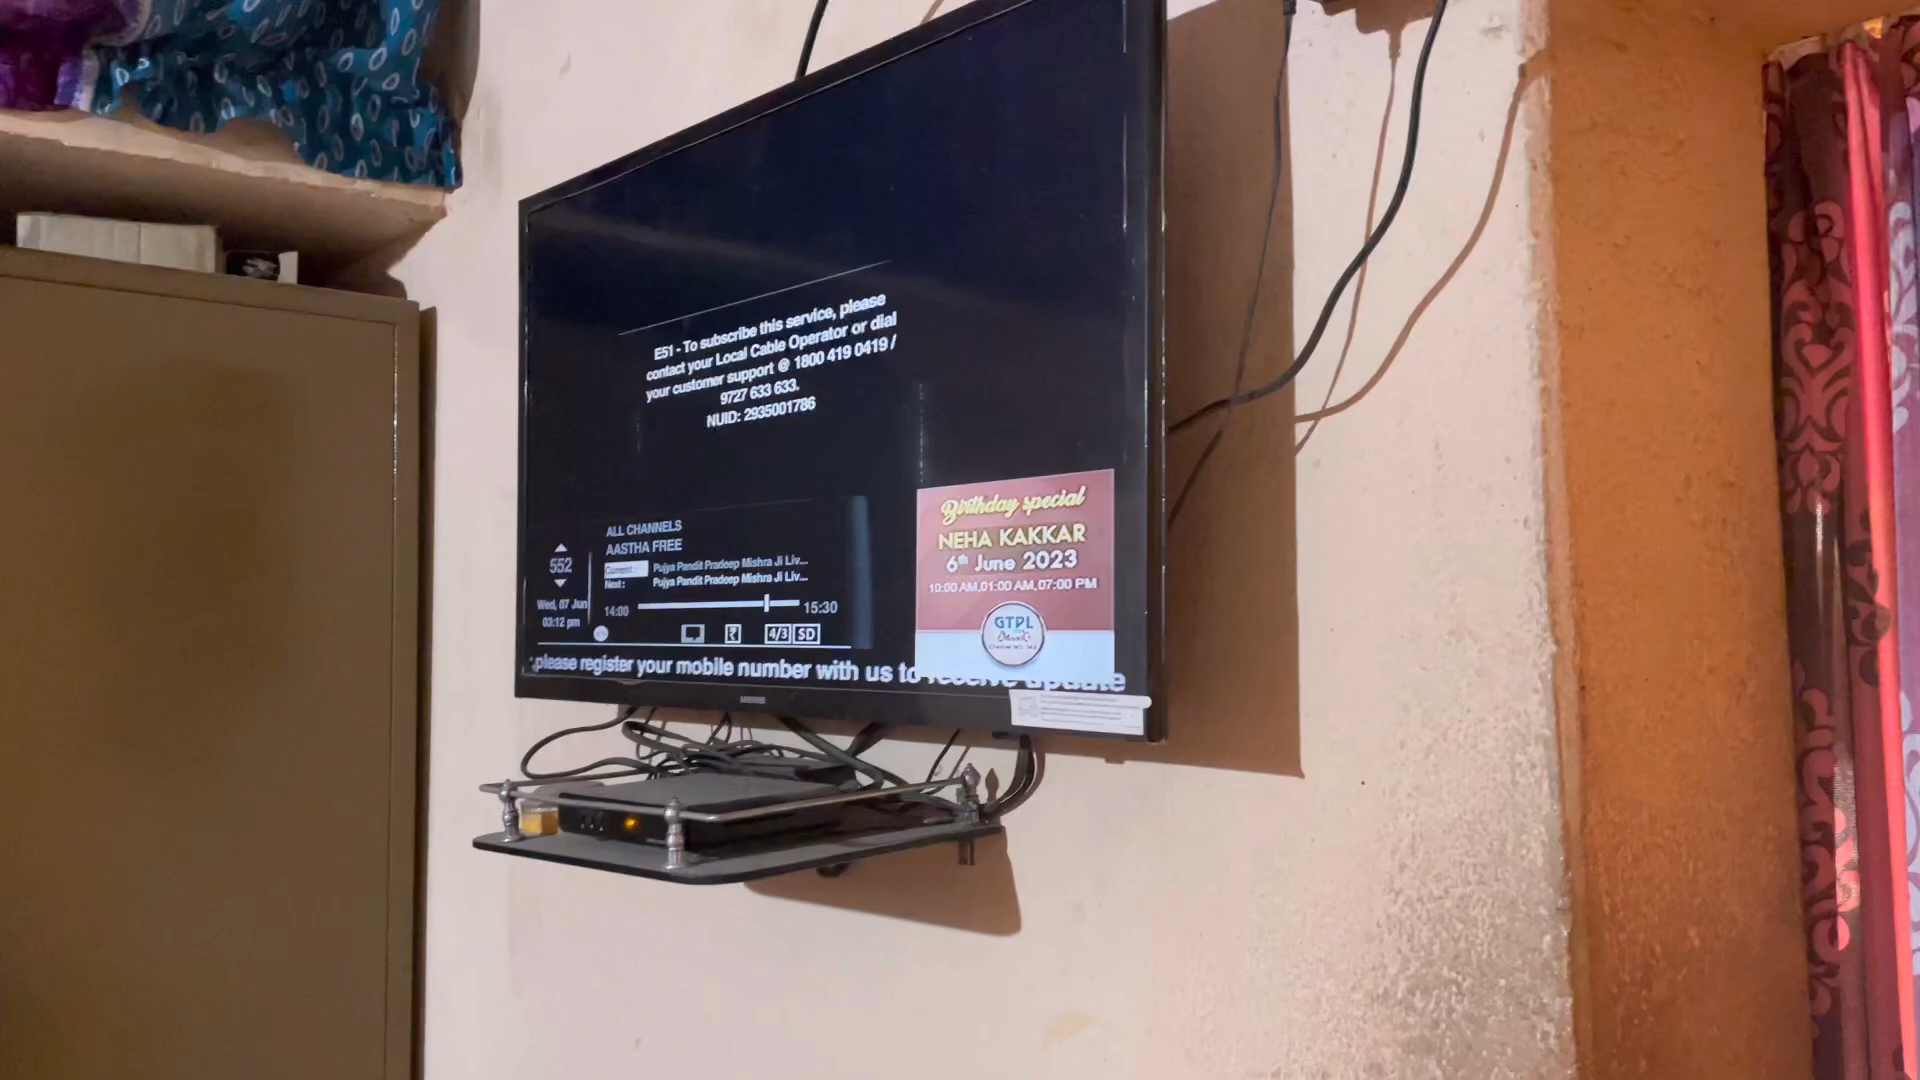 E51 - To subscribe this service, please
contact your Local Cable Operator or dial
your customer support @ 1800 419 0419 /
9727 633 633.
NUID: 2935001786
ALL CHANNELS
AASTHA FREE
552
Current :
Pujya Pandit Pradeep Mishra Ji Liv...
Next :
Pujya Pandit Pradeep Mishra Ji Liv...
Wed, 07 Jun
03:12 pm
14:00
15:30
4/3
SD
please register your mobile number with us to receive update
Birthday special
NEHA KAKKAR
6th June 2023
10:00 AM,01:00 AM,07:00 PM
GTPL